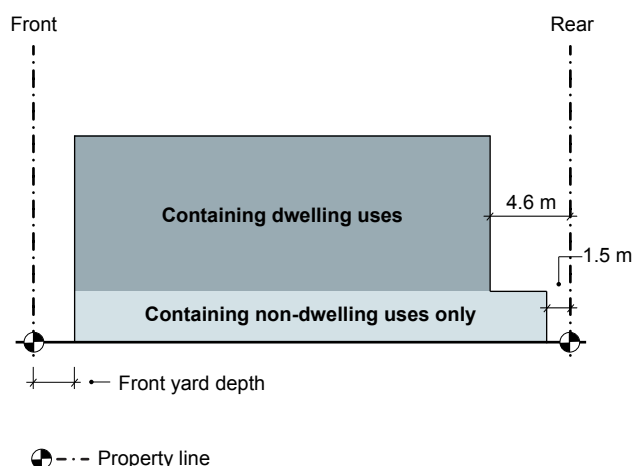 Front
Rear
Containing dwelling uses
4.6 m
1.5 m
Containing non-dwelling uses only
Front yard depth
Property line